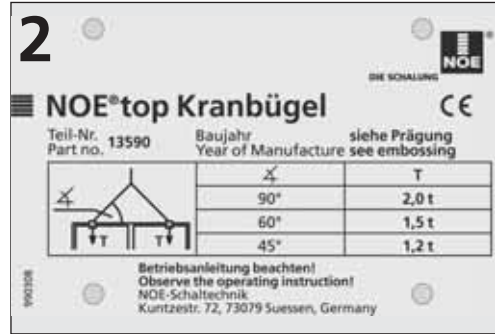 2
NOE®
DIE SCHALUNG
NOE®top Kranbügel CE
Teil-Nr.
Part no. 13590
Baujahr
Year of Manufacture
siehe Prägung
see embossing
∡ T
90° 2,0 t
60° 1,5 t
45° 1,2 t
∡
T T
Betriebsanleitung beachten!
Observe the operating instruction!
NOE-Schaltechnik
Kuntzestr. 72, 73079 Suessen, Germany
990308